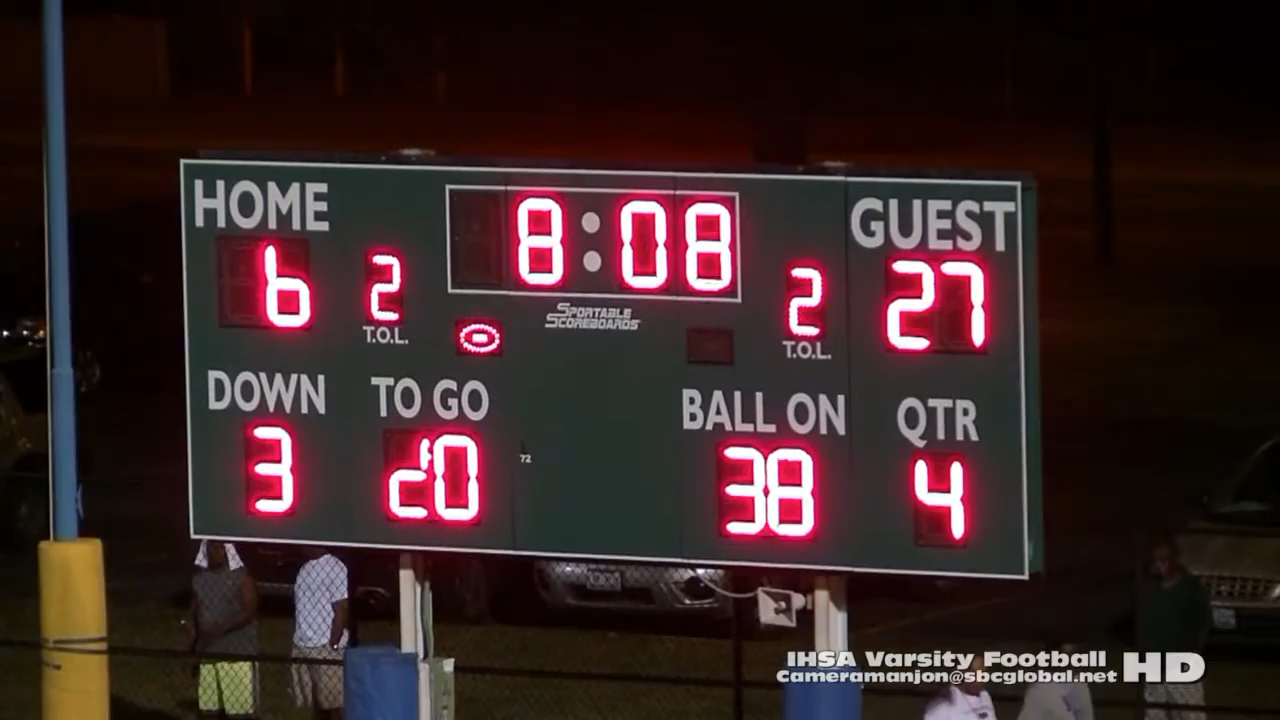 HOME
8:08
GUEST
6
2
2
27
T.O.L.
SPORTABLE
SCOREBOARDS
T.O.L.
DOWN
TO GO
BALL ON
QTR
3
20
72
38
4
IHSA Varsity Football HD
cameramanjon@sbcglobal.net